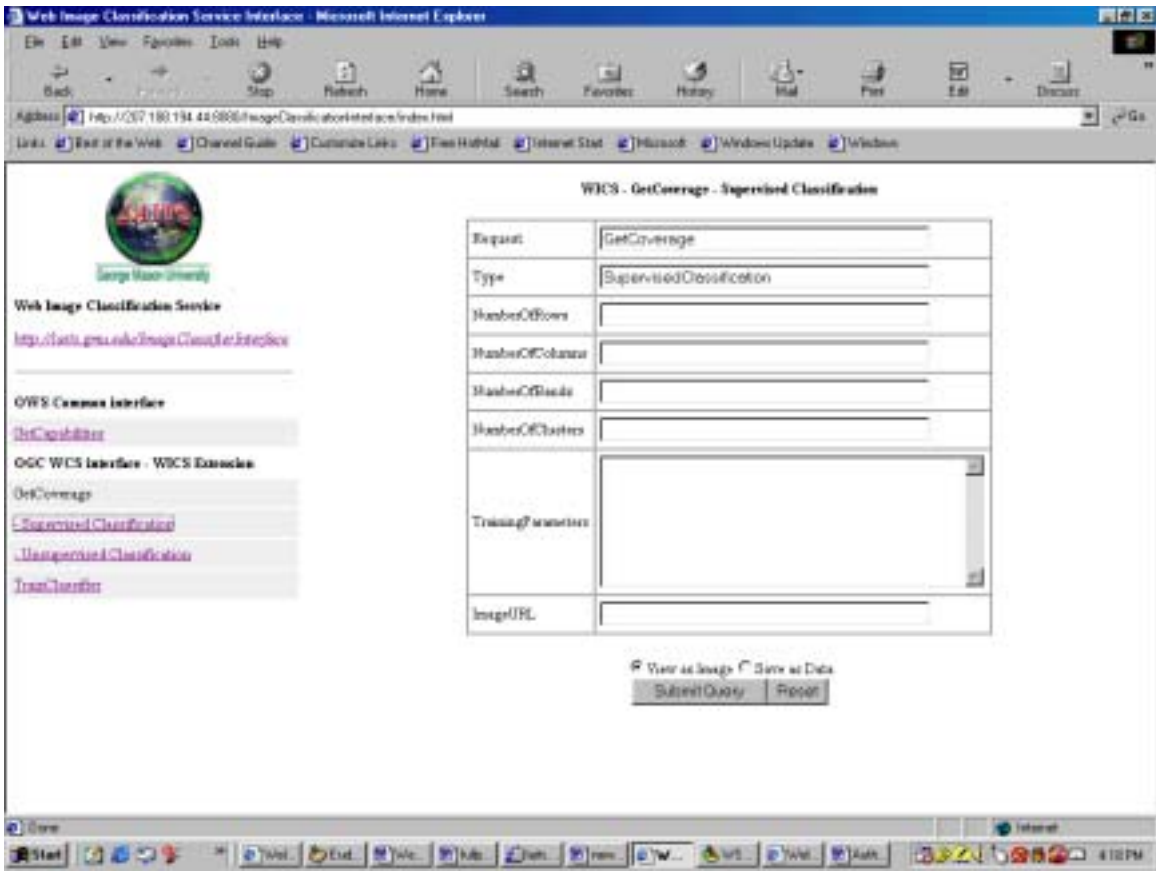 Web Image Classification Service Interface - Microsoft Internet Explorer
File Edit View Favorites Tools Help
Back Stop Refresh Home Search Favorites History Mail Print Edit Discuss
Address Go
Links Best of the Web Channel Guide Customize Links Free HotMail Internet Start Microsoft Windows Update Windows
George Mason University
Web Image Classification Service
OWS Common interface
GetCapabilities
OGC WCS interface - WICS Extension
GetCoverage
- Supervised Classification
- Unsupervised Classification
TrainClassifier
WICS - GetCoverage - Supervised Classification
Request GetCoverage
Type SupervisedClassification
NumberOfRows
NumberOfColumns
NumberOfBands
NumberOfClusters
TrainingParameters
ImageURL
View as Image Save as Data
Submit Query Reset
Done Internet
Start 4:18 PM